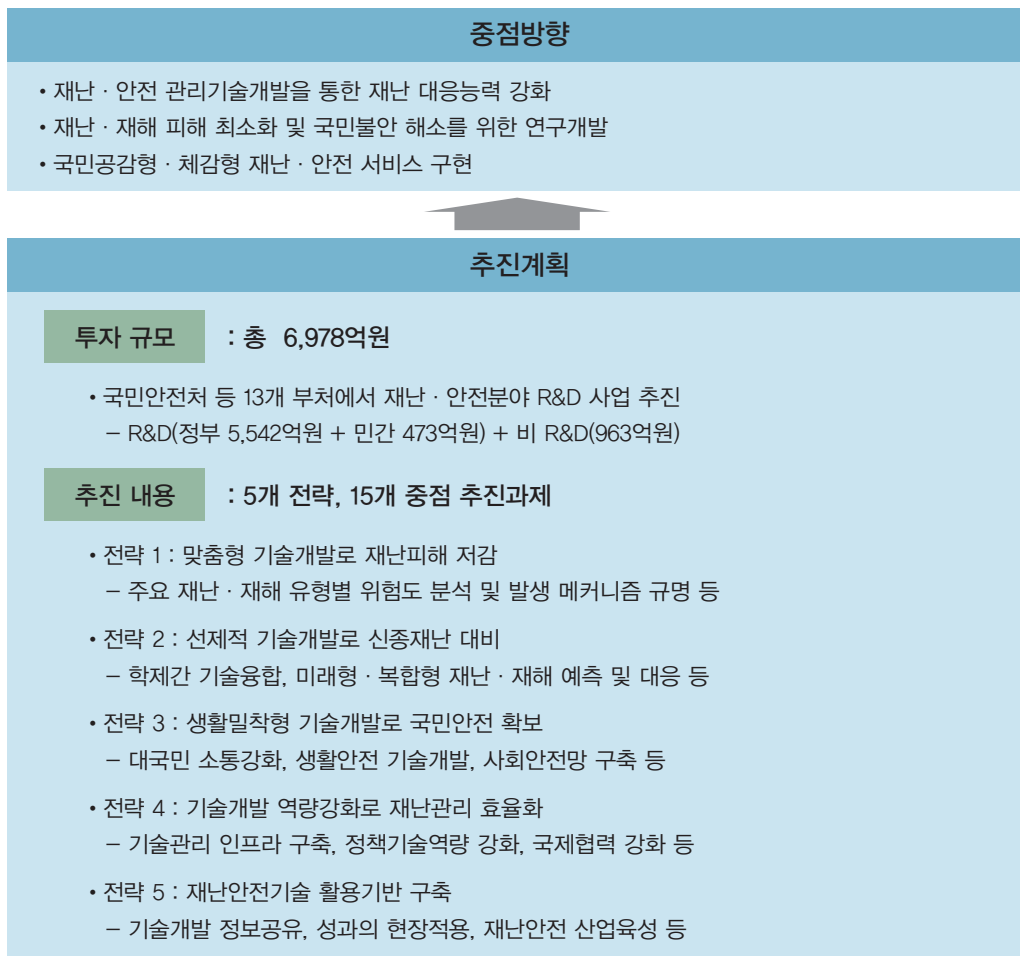 중점방향
• 재난 · 안전 관리기술개발을 통한 재난 대응능력 강화
• 재난 · 재해 피해 최소화 및 국민불안 해소를 위한 연구개발
• 국민공감형 · 체감형 재난 · 안전 서비스 구현
추진계획
투자 규모 : 총 6,978억원
• 국민안전처 등 13개 부처에서 재난 · 안전분야 R&D 사업 추진
– R&D(정부 5,542억원 + 민간 473억원) + 비 R&D(963억원)
추진 내용 : 5개 전략, 15개 중점 추진과제
• 전략 1 : 맞춤형 기술개발로 재난피해 저감
– 주요 재난 · 재해 유형별 위험도 분석 및 발생 메커니즘 규명 등
• 전략 2 : 선제적 기술개발로 신종재난 대비
– 학제간 기술융합, 미래형 · 복합형 재난 · 재해 예측 및 대응 등
• 전략 3 : 생활밀착형 기술개발로 국민안전 확보
– 대국민 소통강화, 생활안전 기술개발, 사회안전망 구축 등
• 전략 4 : 기술개발 역량강화로 재난관리 효율화
– 기술관리 인프라 구축, 정책기술역량 강화, 국제협력 강화 등
• 전략 5 : 재난안전기술 활용기반 구축
– 기술개발 정보공유, 성과의 현장적용, 재난안전 산업육성 등